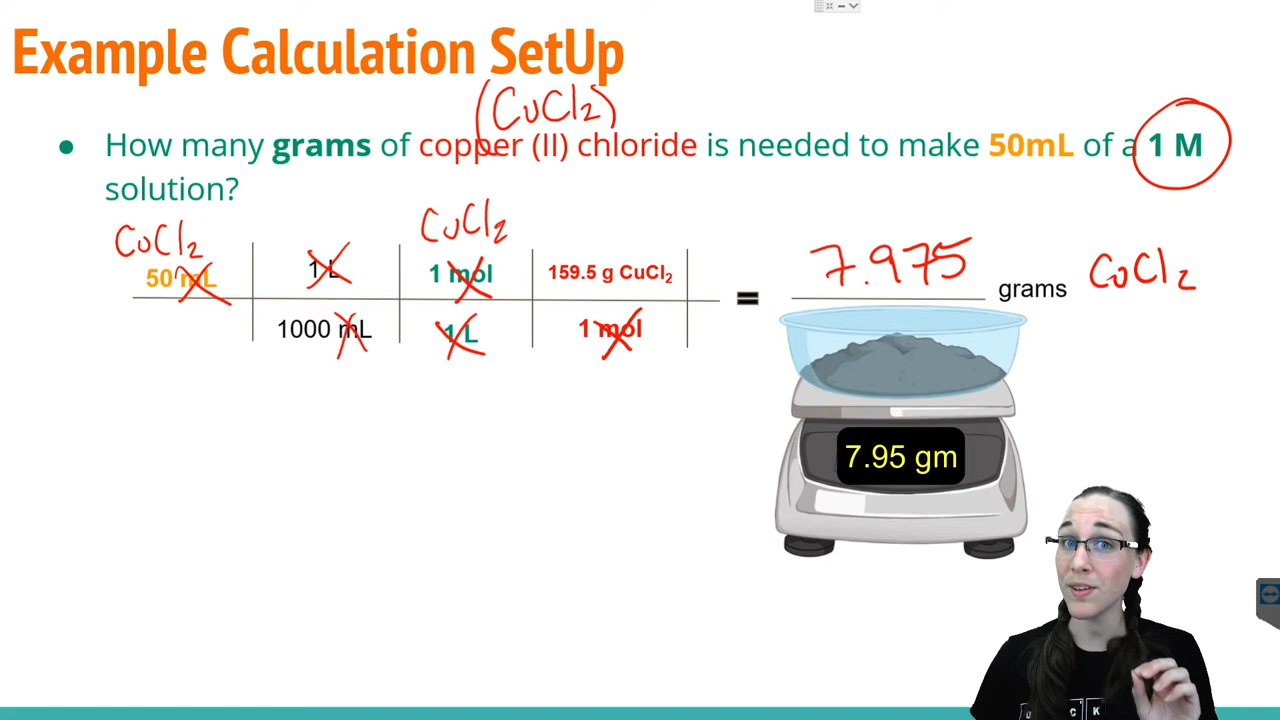 Example Calculation SetUp
(CuCl2)
● How many grams of copper (II) chloride is needed to make 50mL of a 1 M
solution?
CuCl2 CuCl2
50 mL 1 L 1 mol 159.5 g CuCl₂ = 7.975 grams CuCl2
1000 mL 1 L 1 mol
7.95 gm
C K